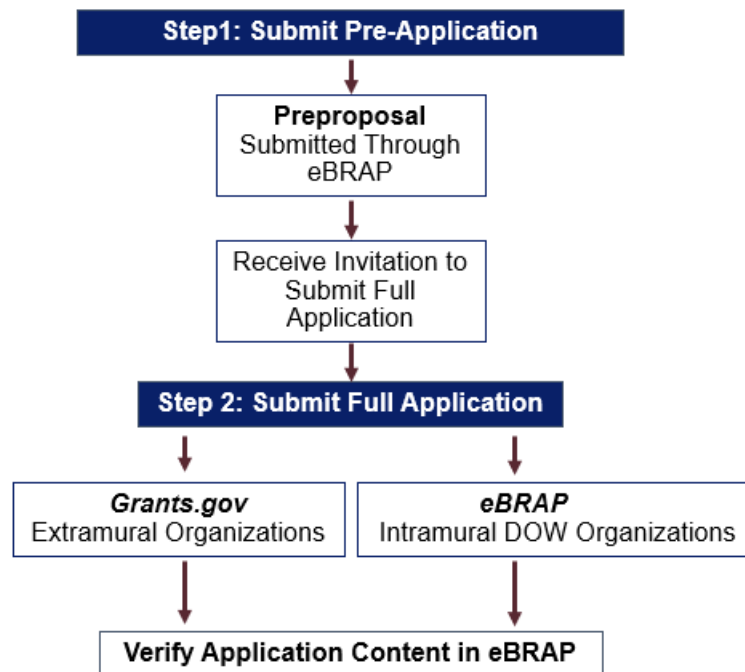 Step1: Submit Pre-Application
Preproposal
Submitted Through
eBRAP
Receive Invitation to
Submit Full
Application
Step 2: Submit Full Application
Grants.gov
Extramural Organizations
eBRAP
Intramural DOW Organizations
Verify Application Content in eBRAP